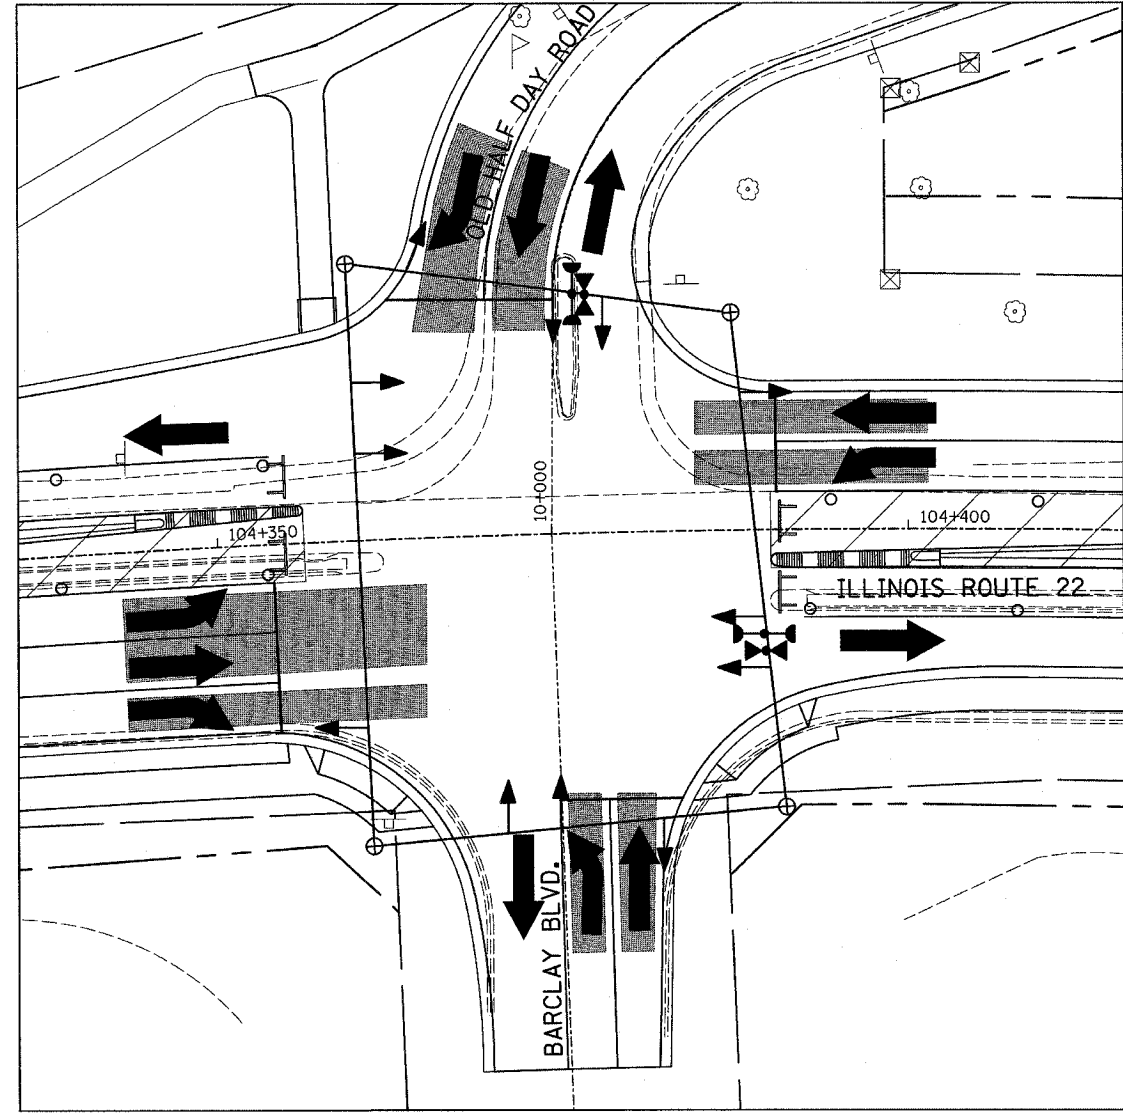 OLD HALF DAY ROAD
10+000
104+350
104+400
ILLINOIS ROUTE 22
BARCLAY BLVD.